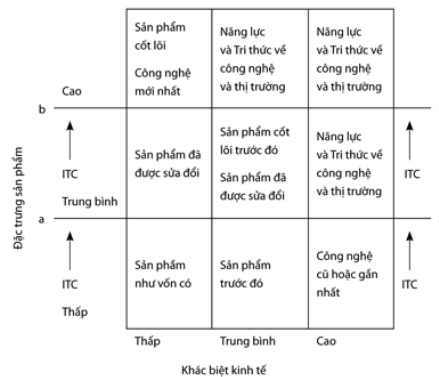 Đặc trưng sản phẩm
Cao
Sản phẩm
cốt lõi
Công nghệ
mới nhất
Năng lực
và Tri thức về
công nghệ
và thị trường
Năng lực
và Tri thức về
công nghệ
và thị trường
b
ITC
Trung bình
Sản phẩm đã
được sửa đổi
Sản phẩm cốt
lõi trước đó
Sản phẩm đã
được sửa đổi
Năng lực
và Tri thức về
công nghệ
và thị trường
ITC
a
ITC
Thấp
Sản phẩm
như vốn có
Sản phẩm
trước đó
Công nghệ
cũ hoặc gần
nhất
ITC
Thấp
Trung bình
Cao
Khác biệt kinh tế